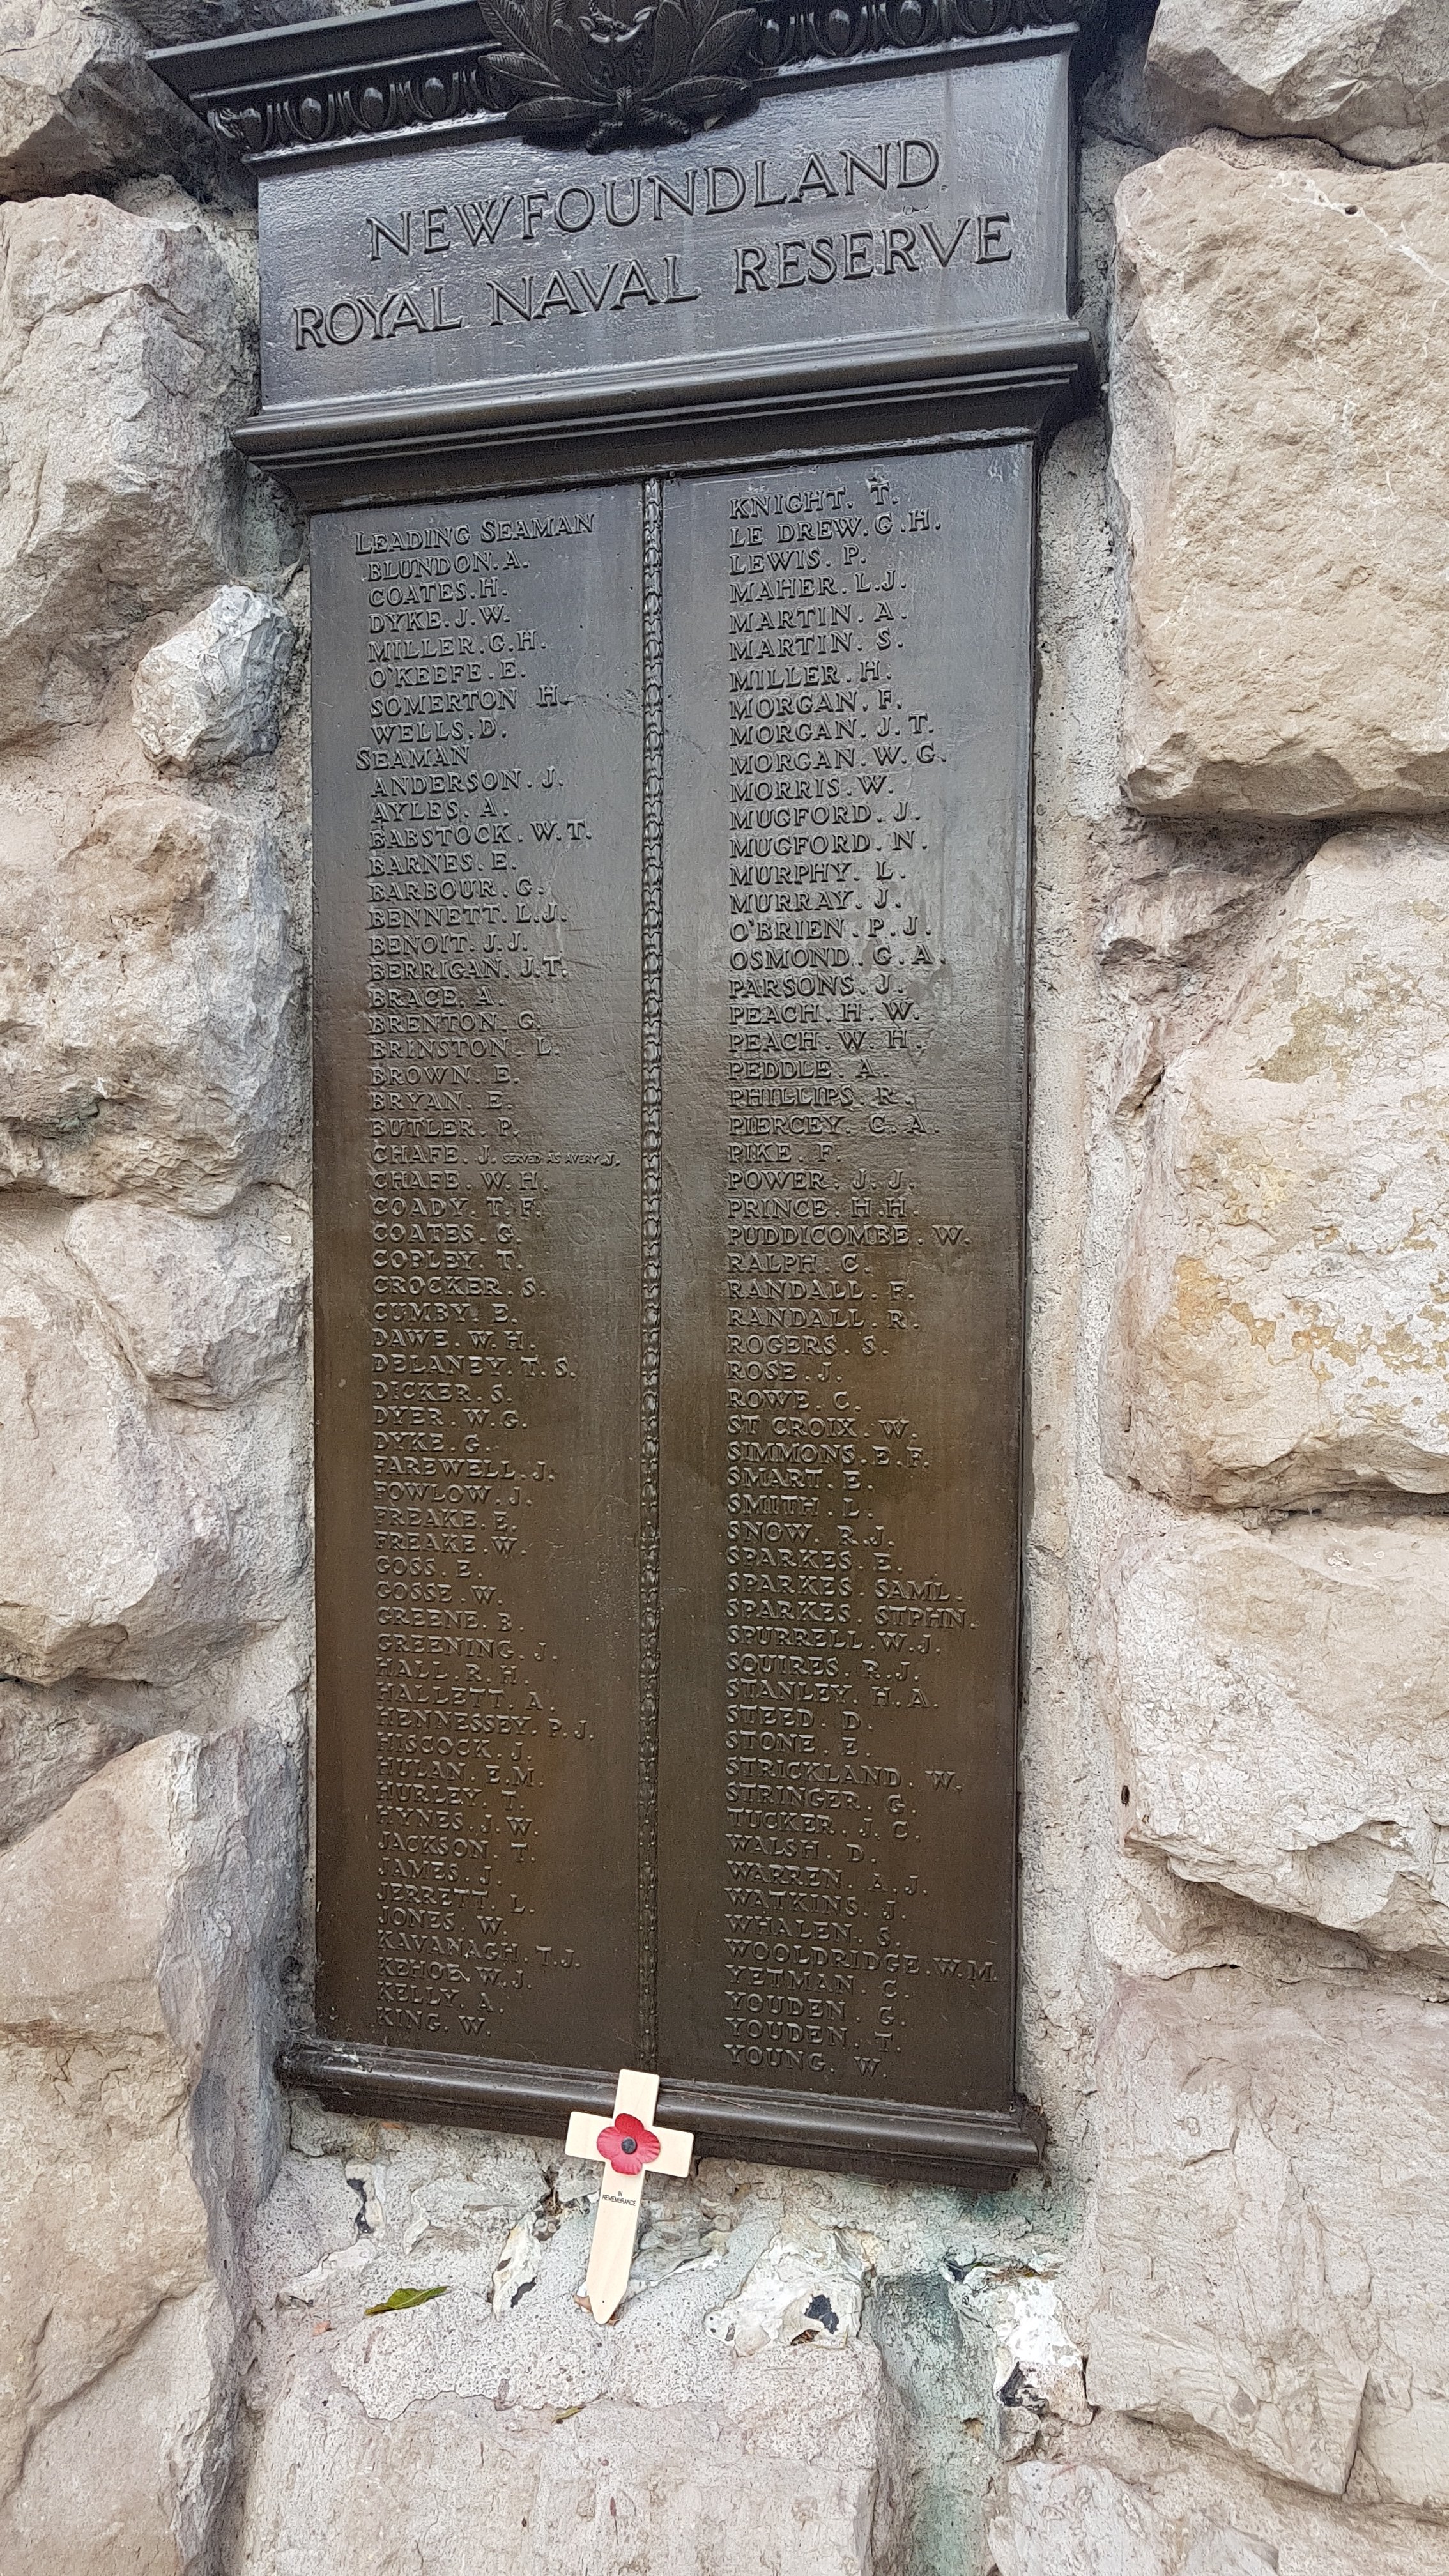 NEWFOUNDLAND
ROYAL NAVAL RESERVE
LEADING SEAMAN
BLUNDON. A.
COATES. H.
DYKE. J. W.
MILLER. G. H.
O'KEEFE. E.
SOMERTON H.
WELLS. D.
SEAMAN
ANDERSON. J.
AYLES. A.
BABSTOCK. W. T.
BARNES. E.
BARBOUR. G.
BENNETT. L. J.
BENOIT. J. J.
BERRIGAN. J. T.
BRACE. A.
BRENTON. G.
BRINSTON. L.
BROWN. E.
BRYAN. E.
BUTLER. P.
CHAFE. J. SERVED AS AVERY. J.
CHAFE. W. H.
COADY. T. F.
COATES. G.
COPLEY. T.
CROCKER. S.
CUMBY. E.
DAWE. W. H.
DELANEY. T. S.
DICKER. S.
DYER. W. G.
DYKE. G.
FAREWELL. J.
FOWLOW. J.
FREAKE. E.
FREAKE. W.
GOSS. E.
GOSSE. W.
GREENE. B.
GREENING. J.
HALL. R. H.
HALLETT. A.
HENNESSEY. P. J.
HISCOCK. J.
HULAN. E. M.
HURLEY. T.
HYNES. J. W.
JACKSON. T.
JAMES. J.
JERRETT. L.
JONES. W.
KAVANAGH. T. J.
KEHOE. W. J.
KELLY. A.
KING. W.
KNIGHT. T.
LE DREW. G. H.
LEWIS. P.
MAHER. L. J.
MARTIN. A.
MARTIN. S.
MILLER. H.
MORGAN. F.
MORGAN. J. T.
MORGAN. W. G.
MORRIS. W.
MUGFORD. J.
MUGFORD. N.
MURPHY. L.
MURRAY. J.
O'BRIEN. P. J.
OSMOND. G. A.
PARSONS. J.
PEACH. H. W.
PEACH. W. H.
PEDDLE. A.
PHILLIPS. R.
PIERCEY. C. A.
PIKE. F.
POWER. J. J.
PRINCE. H. H.
PUDDICOMBE. W.
RALPH. C.
RANDALL. F.
RANDALL. R.
ROGERS. S.
ROSE. J.
ROWE. C.
ST CROIX. W.
SIMMONS. E. F.
SMART. E.
SMITH. L.
SNOW. R. J.
SPARKES. E.
SPARKES. SAML.
SPARKES. STPHN.
SPURRELL. W. J.
SQUIRES. R. J.
STANLEY. H. A.
STEED. D.
STONE. E.
STRICKLAND. W.
STRINGER. G.
TUCKER. J. C.
WALSH. D.
WARREN. A. J.
WATKINS. J.
WHALEN. S.
WOOLDRIDGE. W. M.
YETMAN. C.
YOUDEN. G.
YOUDEN. T.
YOUNG. W.
IN
REMEMBRANCE